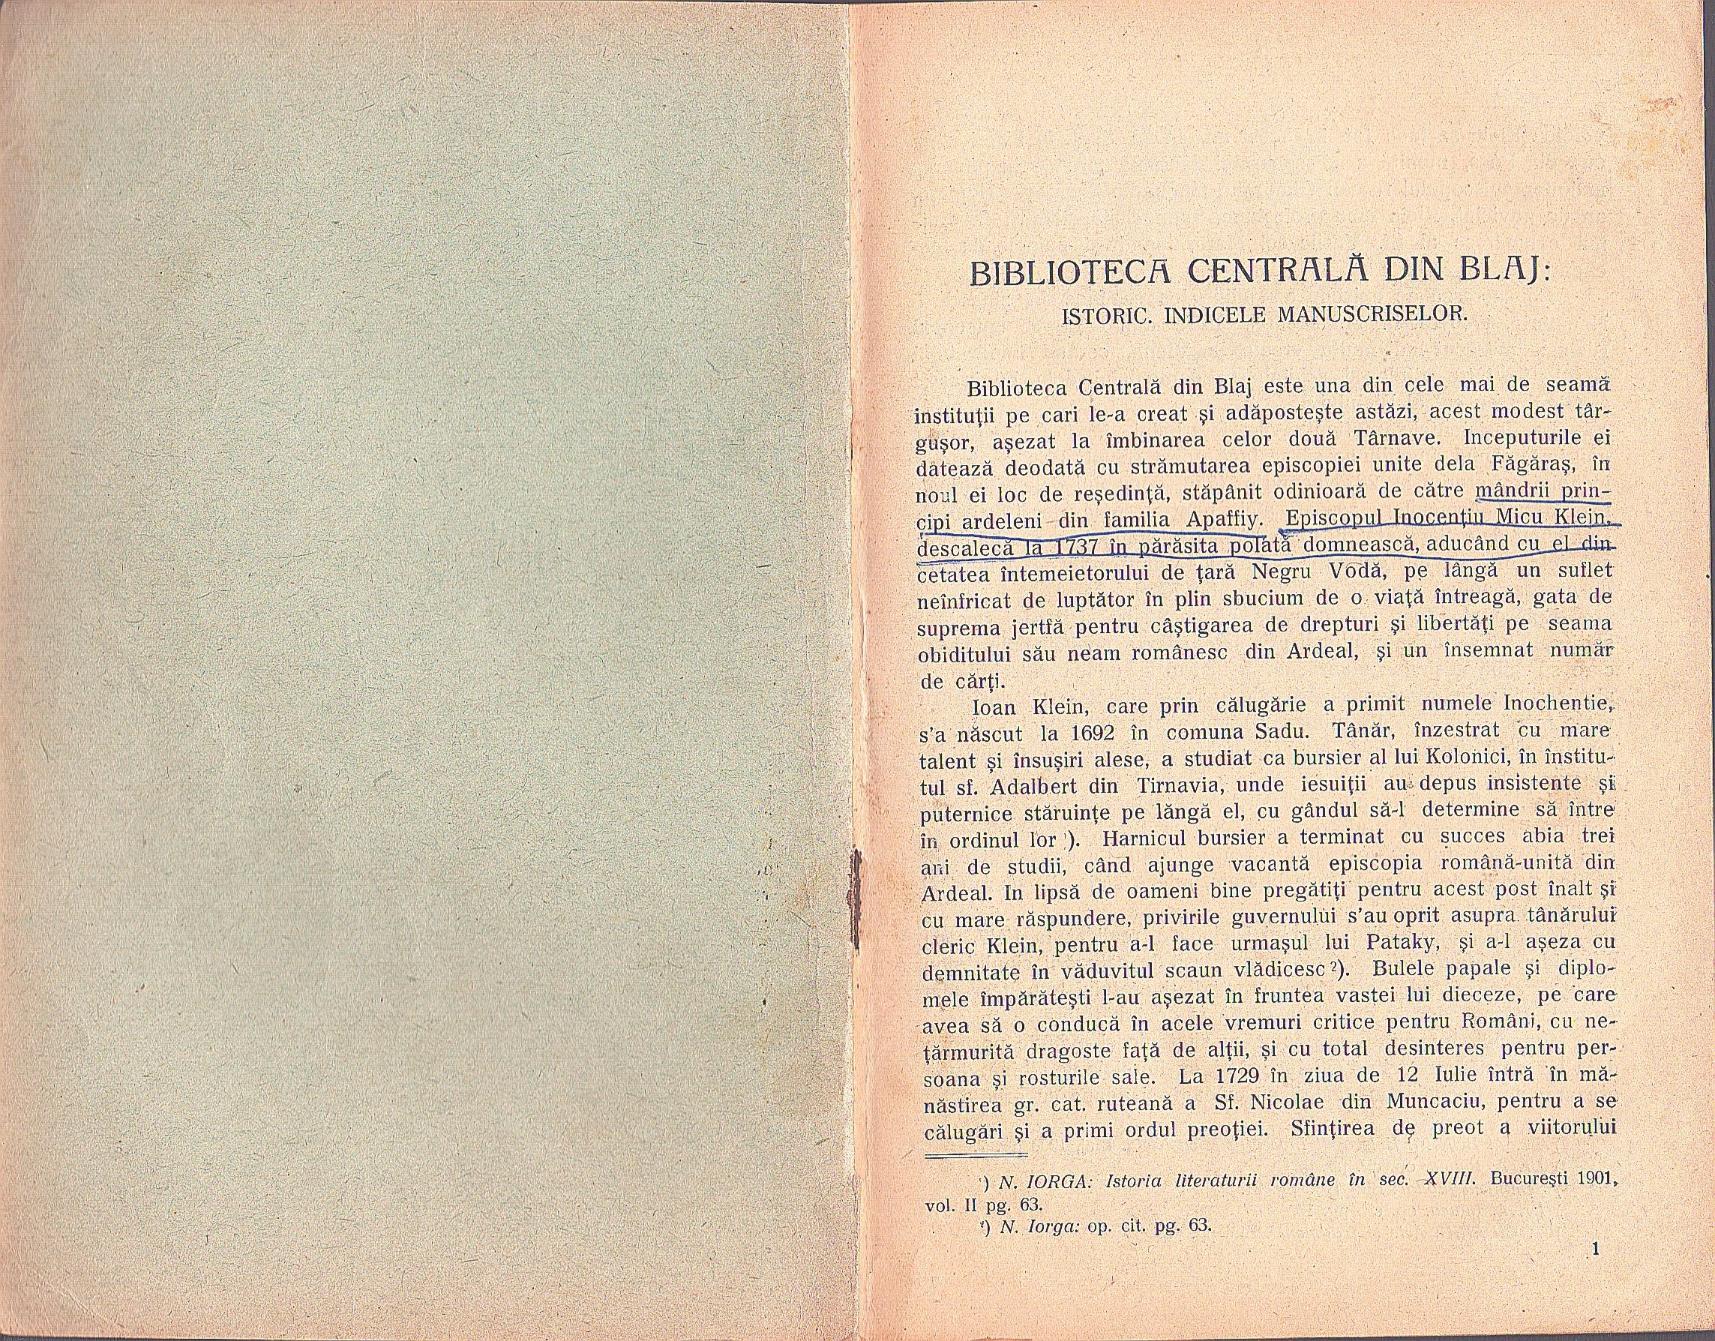 BIBLIOTECA CENTRALĂ DIN BLAJ:
ISTORIC. INDICELE MANUSCRISELOR.
Biblioteca Centrală din Blaj este una din cele mai de seamă
instituții pe cari le-a creat și adăpostește astăzi, acest modest târ-
gușor, așezat la îmbinarea celor două Târnave. Inceputurile ei
datează deodată cu strămutarea episcopiei unite dela Făgăraș, în
noul ei loc de reședință, stăpânit odinioară de către mândrii prin-
cipi ardeleni din familia Apaffiy. Episcopul Inocențiu Micu Klein,
descalecă la 1737 în părăsita polată domnească, aducând cu el din
cetatea întemeietorului de țară Negru Vodă, pe lângă un suflet
neînfricat de luptător în plin sbucium de o viață întreagă, gata de
suprema jertfă pentru câștigarea de drepturi și libertăți pe seama
obiditului său neam românesc din Ardeal, și un însemnat număr
de cărți.
Ioan Klein, care prin călugărie a primit numele Inochentie,
s'a născut la 1692 în comuna Sadu. Tânăr, înzestrat cu mare
talent și însușiri alese, a studiat ca bursier al lui Kolonici, în institu-
tul sf. Adalbert din Tirnavia, unde iesuiții au depus insistente și
puternice stăruințe pe lăngă el, cu gândul să-l determine să între
în ordinul lor ¹). Harnicul bursier a terminat cu succes abia trei
ani de studii, când ajunge vacantă episcopia română-unită din
Ardeal. In lipsă de oameni bine pregătiți pentru acest post înalt și
cu mare răspundere, privirile guvernului s'au oprit asupra tânărului
cleric Klein, pentru a-l face urmașul lui Pataky, și a-l așeza cu
demnitate în văduvitul scaun vlădicesc ²). Bulele papale și diplo-
mele împărătești l-au așezat în fruntea vastei lui dieceze, pe care
avea să o conducă în acele vremuri critice pentru Români, cu ne-
țărmurită dragoste față de alții, și cu total desinteres pentru per-
soana și rosturile sale. La 1729 în ziua de 12 Iulie întră în mă-
năstirea gr. cat. ruteană a Sf. Nicolae din Muncaciu, pentru a se
călugări și a primi ordul preoției. Sfințirea de preot a viitorului
¹) N. IORGA: Istoria literaturii române în sec. XVIII. București 1901,
vol. II pg. 63.
²) N. Iorga: op. cit. pg. 63.
1